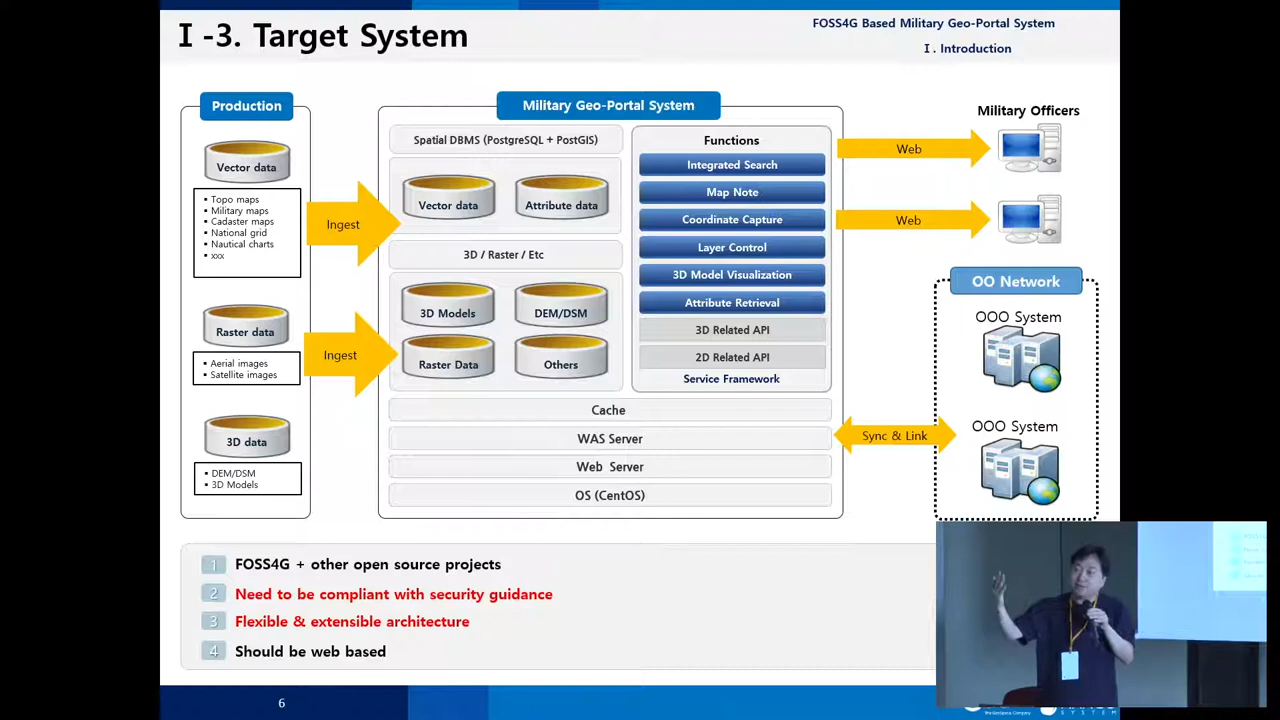 I -3. Target System
FOSS4G Based Military Geo-Portal System
I . Introduction
Production
Vector data
Topo maps
Military maps
Cadaster maps
National grid
Nautical charts
xxx
Raster data
Aerial images
Satellite images
3D data
DEM/DSM
3D Models
Ingest
Ingest
Military Geo-Portal System
Spatial DBMS (PostgreSQL + PostGIS)
Vector data
Attribute data
3D / Raster / Etc
3D Models
DEM/DSM
Raster Data
Others
Functions
Integrated Search
Map Note
Coordinate Capture
Layer Control
3D Model Visualization
Attribute Retrieval
3D Related API
2D Related API
Service Framework
Cache
WAS Server
Web Server
OS (CentOS)
Military Officers
Web
Web
OO Network
OOO System
OOO System
Sync & Link
1 FOSS4G + other open source projects
2 Need to be compliant with security guidance
3 Flexible & extensible architecture
4 Should be web based
6